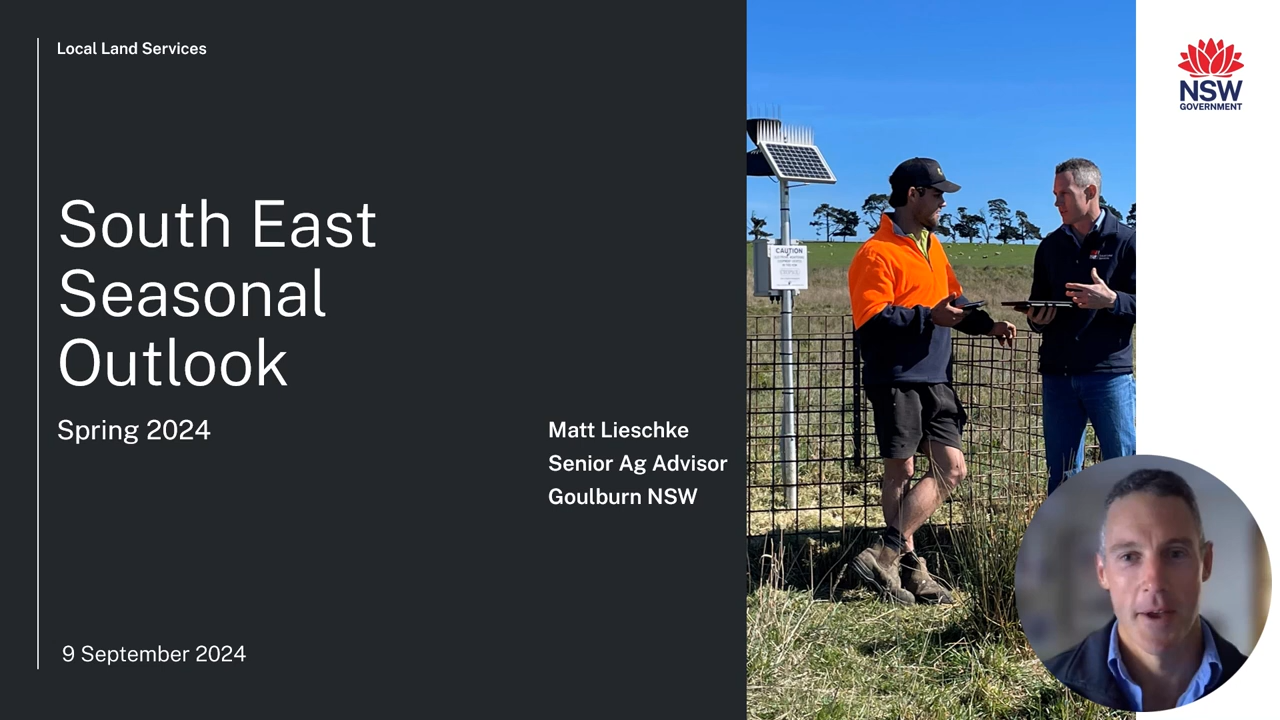 Local Land Services
South East
Seasonal
Outlook
Spring 2024
Matt Lieschke
Senior Ag Advisor
Goulburn NSW
9 September 2024
CAUTION
NSW
GOVERNMENT